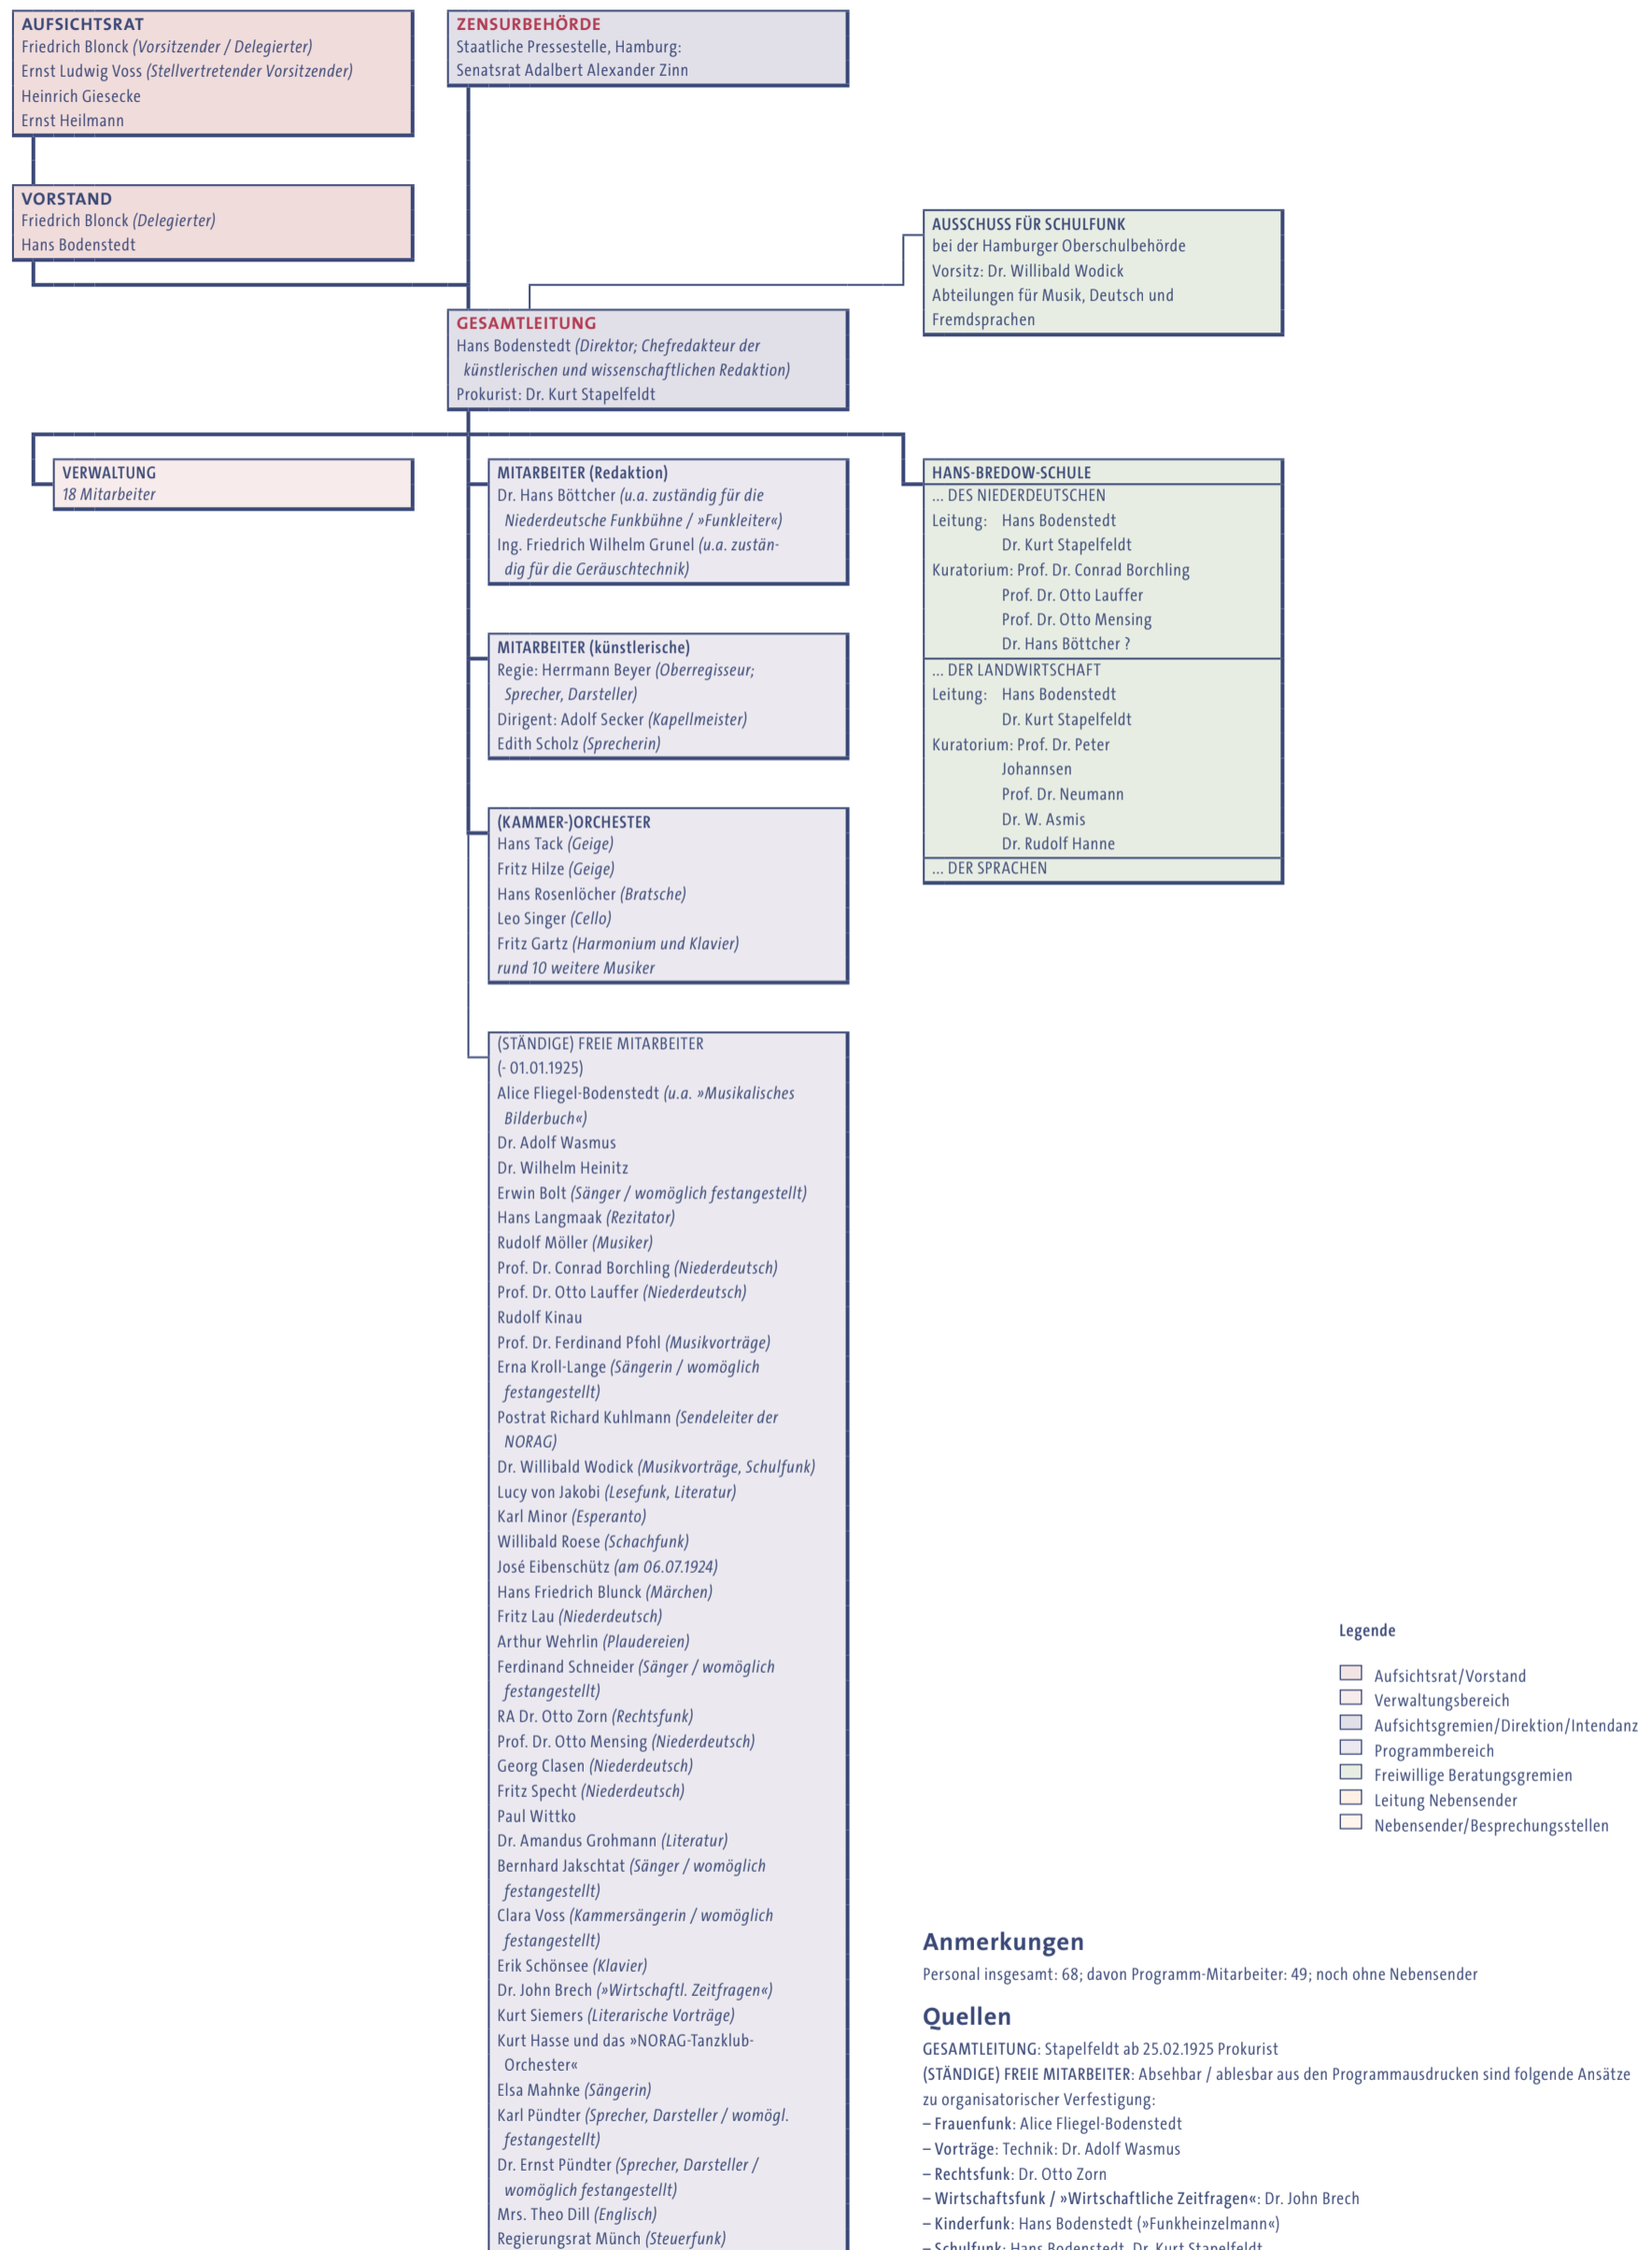 AUFSICHTSRAT
Friedrich Blonck (Vorsitzender / Delegierter)
Ernst Ludwig Voss (Stellvertretender Vorsitzender)
Heinrich Giesecke
Ernst Heilmann
ZENSURBEHÖRDE
Staatliche Pressestelle, Hamburg:
Senatsrat Adalbert Alexander Zinn
VORSTAND
Friedrich Blonck (Delegierter)
Hans Bodenstedt
AUSSCHUSS FÜR SCHULFUNK
bei der Hamburger Oberschulbehörde
Vorsitz: Dr. Willibald Wodick
Abteilungen für Musik, Deutsch und
Fremdsprachen
GESAMTLEITUNG
Hans Bodenstedt (Direktor; Chefredakteur der
künstlerischen und wissenschaftlichen Redaktion)
Prokurist: Dr. Kurt Stapelfeldt
VERWALTUNG
18 Mitarbeiter
MITARBEITER (Redaktion)
Dr. Hans Böttcher (u.a. zuständig für die
Niederdeutsche Funkbühne / »Funkleiter«)
Ing. Friedrich Wilhelm Grunel (u.a. zustän-
dig für die Geräuschtechnik)
MITARBEITER (künstlerische)
Regie: Herrmann Beyer (Oberregisseur;
Sprecher, Darsteller)
Dirigent: Adolf Secker (Kapellmeister)
Edith Scholz (Sprecherin)
(KAMMER-)ORCHESTER
Hans Tack (Geige)
Fritz Hilze (Geige)
Hans Rosenlöcher (Bratsche)
Leo Singer (Cello)
Fritz Gartz (Harmonium und Klavier)
rund 10 weitere Musiker
HANS-BREDOW-SCHULE
... DES NIEDERDEUTSCHEN
Leitung: Hans Bodenstedt
Dr. Kurt Stapelfeldt
Kuratorium: Prof. Dr. Conrad Borchling
Prof. Dr. Otto Lauffer
Prof. Dr. Otto Mensing
Dr. Hans Böttcher ?
... DER LANDWIRTSCHAFT
Leitung: Hans Bodenstedt
Dr. Kurt Stapelfeldt
Kuratorium: Prof. Dr. Peter
Johannsen
Prof. Dr. Neumann
Dr. W. Asmis
Dr. Rudolf Hanne
... DER SPRACHEN
(STÄNDIGE) FREIE MITARBEITER
(- 01.01.1925)
Alice Fliegel-Bodenstedt (u.a. »Musikalisches
Bilderbuch«)
Dr. Adolf Wasmus
Dr. Wilhelm Heinitz
Erwin Bolt (Sänger / womöglich festangestellt)
Hans Langmaak (Rezitator)
Rudolf Möller (Musiker)
Prof. Dr. Conrad Borchling (Niederdeutsch)
Prof. Dr. Otto Lauffer (Niederdeutsch)
Rudolf Kinau
Prof. Dr. Ferdinand Pfohl (Musikvorträge)
Erna Kroll-Lange (Sängerin / womöglich
festangestellt)
Postrat Richard Kuhlmann (Sendeleiter der
NORAG)
Dr. Willibald Wodick (Musikvorträge, Schulfunk)
Lucy von Jakobi (Lesefunk, Literatur)
Karl Minor (Esperanto)
Willibald Roese (Schachfunk)
José Eibenschütz (am 06.07.1924)
Hans Friedrich Blunck (Märchen)
Fritz Lau (Niederdeutsch)
Arthur Wehrlin (Plaudereien)
Ferdinand Schneider (Sänger / womöglich
festangestellt)
RA Dr. Otto Zorn (Rechtsfunk)
Prof. Dr. Otto Mensing (Niederdeutsch)
Georg Clasen (Niederdeutsch)
Fritz Specht (Niederdeutsch)
Paul Wittko
Dr. Amandus Grohmann (Literatur)
Bernhard Jakschtat (Sänger / womöglich
festangestellt)
Clara Voss (Kammersängerin / womöglich
festangestellt)
Erik Schönsee (Klavier)
Dr. John Brech (»Wirtschaftl. Zeitfragen«)
Kurt Siemers (Literarische Vorträge)
Kurt Hasse und das »NORAG-Tanzklub-
Orchester«
Elsa Mahnke (Sängerin)
Karl Pündter (Sprecher, Darsteller / womögl.
festangestellt)
Dr. Ernst Pündter (Sprecher, Darsteller /
womöglich festangestellt)
Mrs. Theo Dill (Englisch)
Regierungsrat Münch (Steuerfunk)
Legende
Aufsichtsrat/Vorstand
Verwaltungsbereich
Aufsichtsgremien/Direktion/Intendanz
Programmbereich
Freiwillige Beratungsgremien
Leitung Nebensender
Nebensender/Besprechungsstellen
Anmerkungen
Personal insgesamt: 68; davon Programm-Mitarbeiter: 49; noch ohne Nebensender
Quellen
GESAMTLEITUNG: Stapelfeldt ab 25.02.1925 Prokurist
(STÄNDIGE) FREIE MITARBEITER: Absehbar / ablesbar aus den Programmausdrucken sind folgende Ansätze
zu organisatorischer Verfestigung:
– Frauenfunk: Alice Fliegel-Bodenstedt
– Vorträge: Technik: Dr. Adolf Wasmus
– Rechtsfunk: Dr. Otto Zorn
– Wirtschaftsfunk / »Wirtschaftliche Zeitfragen«: Dr. John Brech
– Kinderfunk: Hans Bodenstedt (»Funkheinzelmann«)
– Schulfunk: Hans Bodenstedt, Dr. Kurt Stapelfeldt